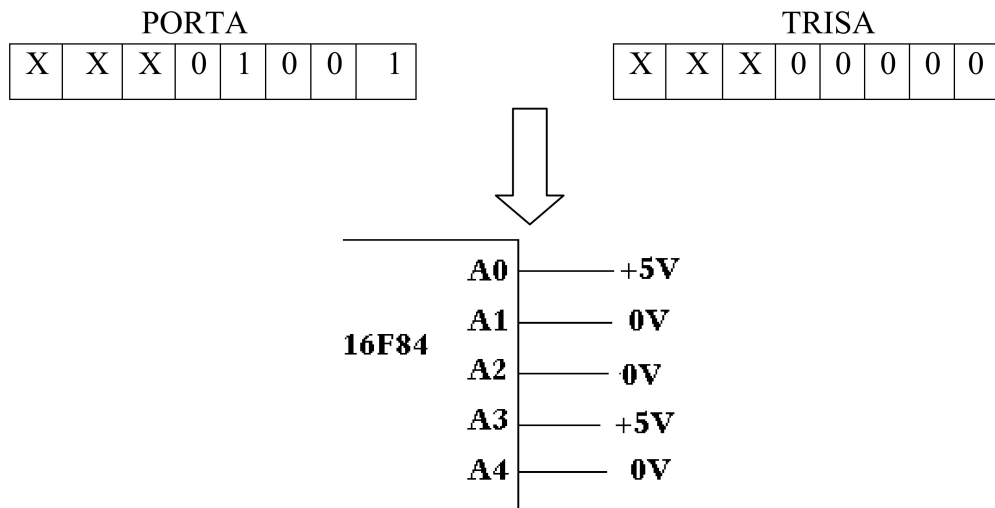 PORTA TRISA
X X X 0 1 0 0 1 X X X 0 0 0 0 0
A0 +5V
A1 0V
16F84
A2 0V
A3 +5V
A4 0V